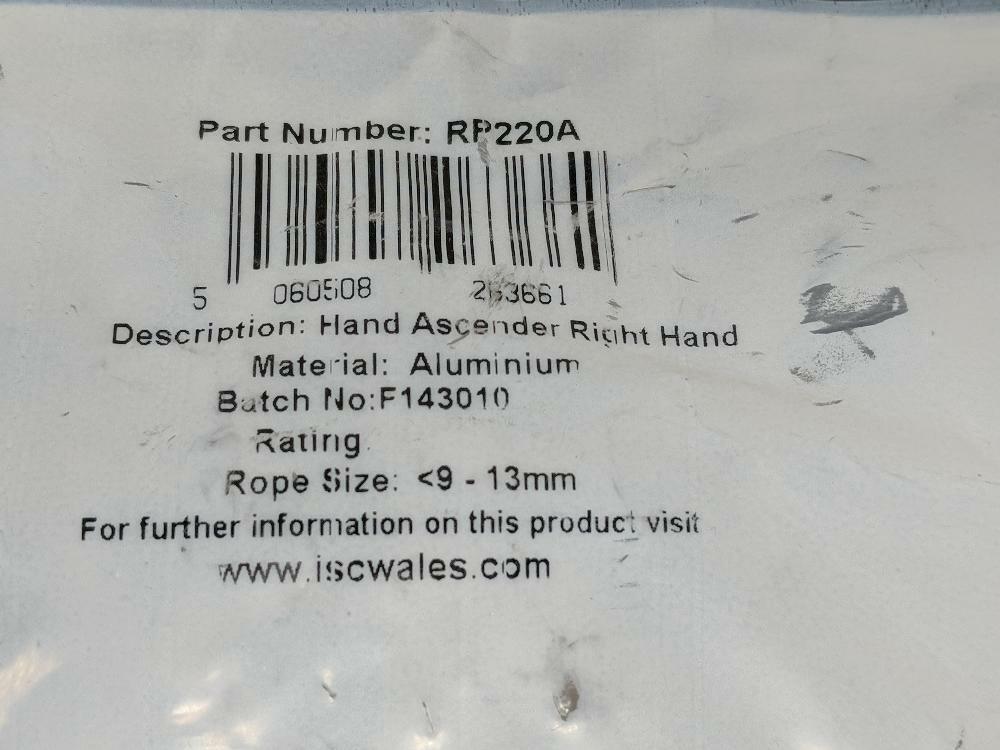 Part Number: RP220A
5 060508 263661
Description: Hand Ascender Right Hand
Material: Aluminium
Batch No:F143010
Rating
Rope Size: <9 - 13mm
For further information on this product visit
www.iscwales.com